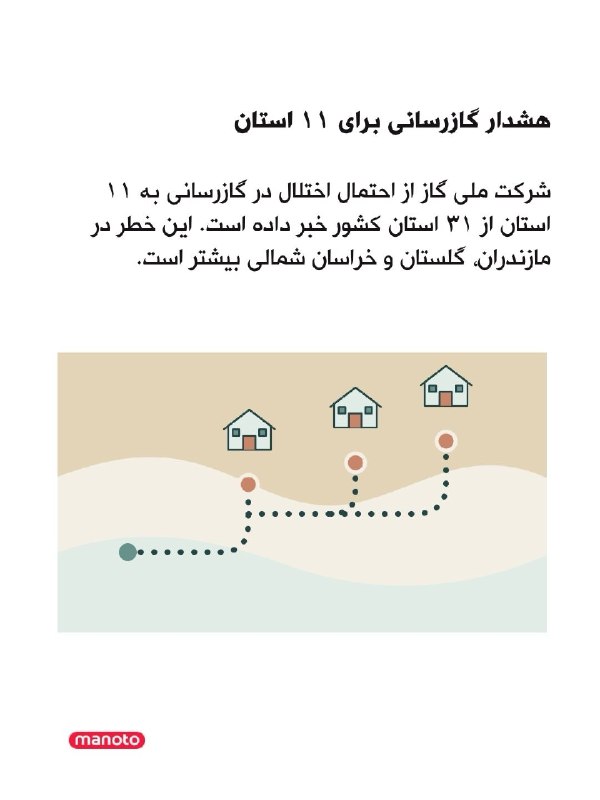 هشدار گازرسانی برای ۱۱ استان
شرکت ملی گاز از احتمال اختلال در گازرسانی به ۱۱
استان از ۳۱ استان کشور خبر داده است. این خطر در
مازندران، گلستان و خراسان شمالی بیشتر است.
manoto